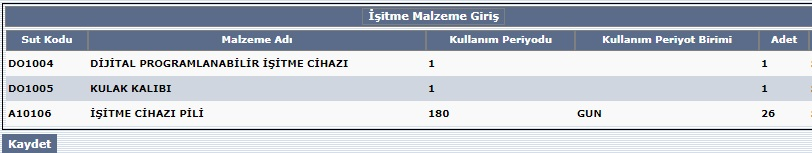 İşitme Malzeme Giriş
Sut Kodu Malzeme Adı Kullanım Periyodu Kullanım Periyot Birimi Adet
DO1004 DİJİTAL PROGRAMLANABİLİR İŞİTME CİHAZI 1 1
DO1005 KULAK KALIBI 1 1
A10106 İŞİTME CİHAZI PİLİ 180 GUN 26
Kaydet